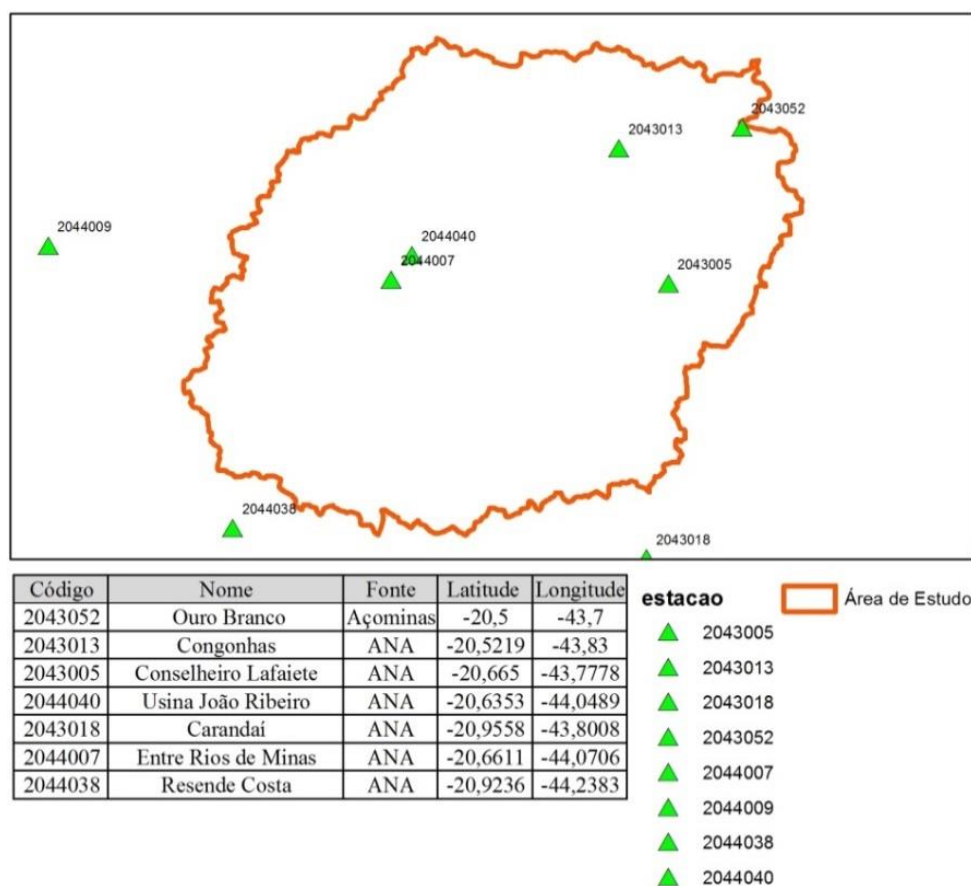 2043052
2043013
2044009
2044040
2044007
2043005
2044038
2043018
Código Nome Fonte Latitude Longitude
2043052 Ouro Branco Açominas -20,5 -43,7
2043013 Congonhas ANA -20,5219 -43,83
2043005 Conselheiro Lafaiete ANA -20,665 -43,7778
2044040 Usina João Ribeiro ANA -20,6353 -44,0489
2043018 Carandaí ANA -20,9558 -43,8008
2044007 Entre Rios de Minas ANA -20,6611 -44,0706
2044038 Resende Costa ANA -20,9236 -44,2383
estacao
2043005
2043013
2043018
2043052
2044007
2044009
2044038
2044040
Área de Estudo